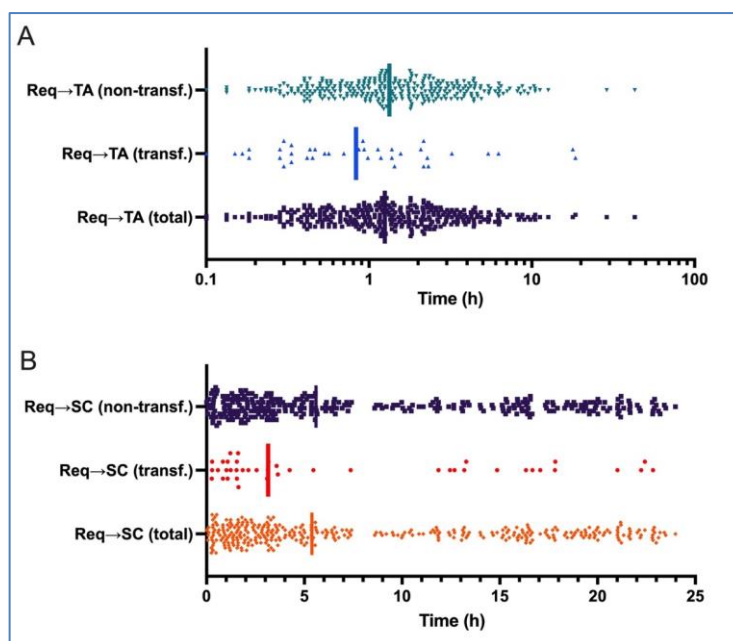 A
Req→TA (non-transf.)
Req→TA (transf.)
Req→TA (total)
0.1 1 10 100
Time (h)
B
Req→SC (non-transf.)
Req→SC (transf.)
Req→SC (total)
0 5 10 15 20 25
Time (h)